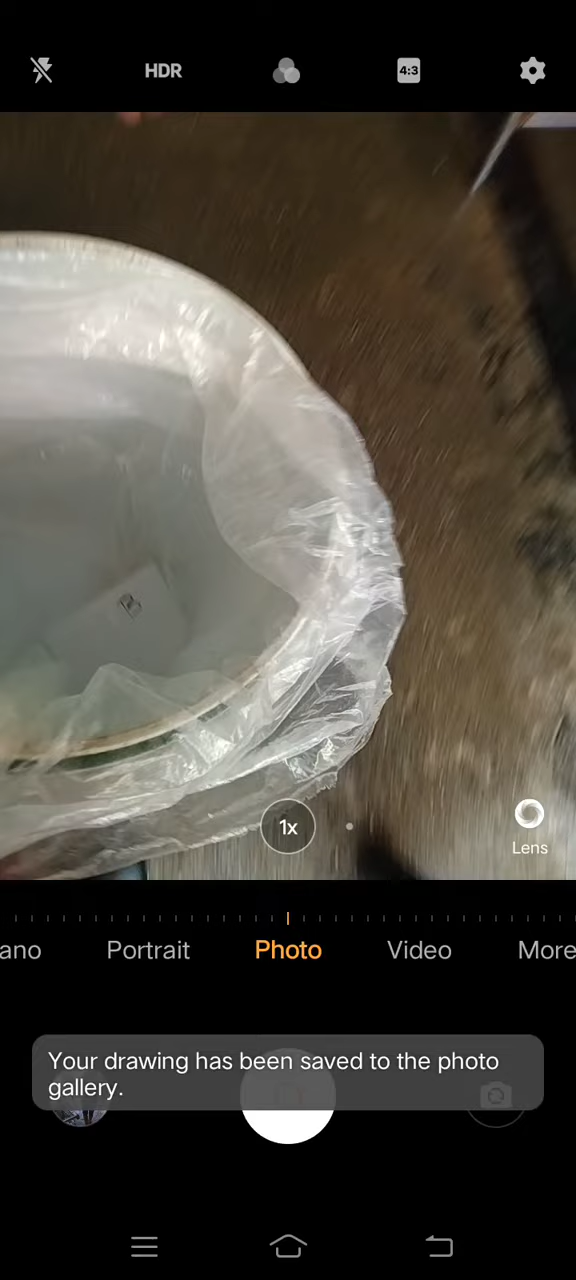 HDR
4:3
1x
Lens
ano Portrait Photo Video More
Your drawing has been saved to the photo
gallery.